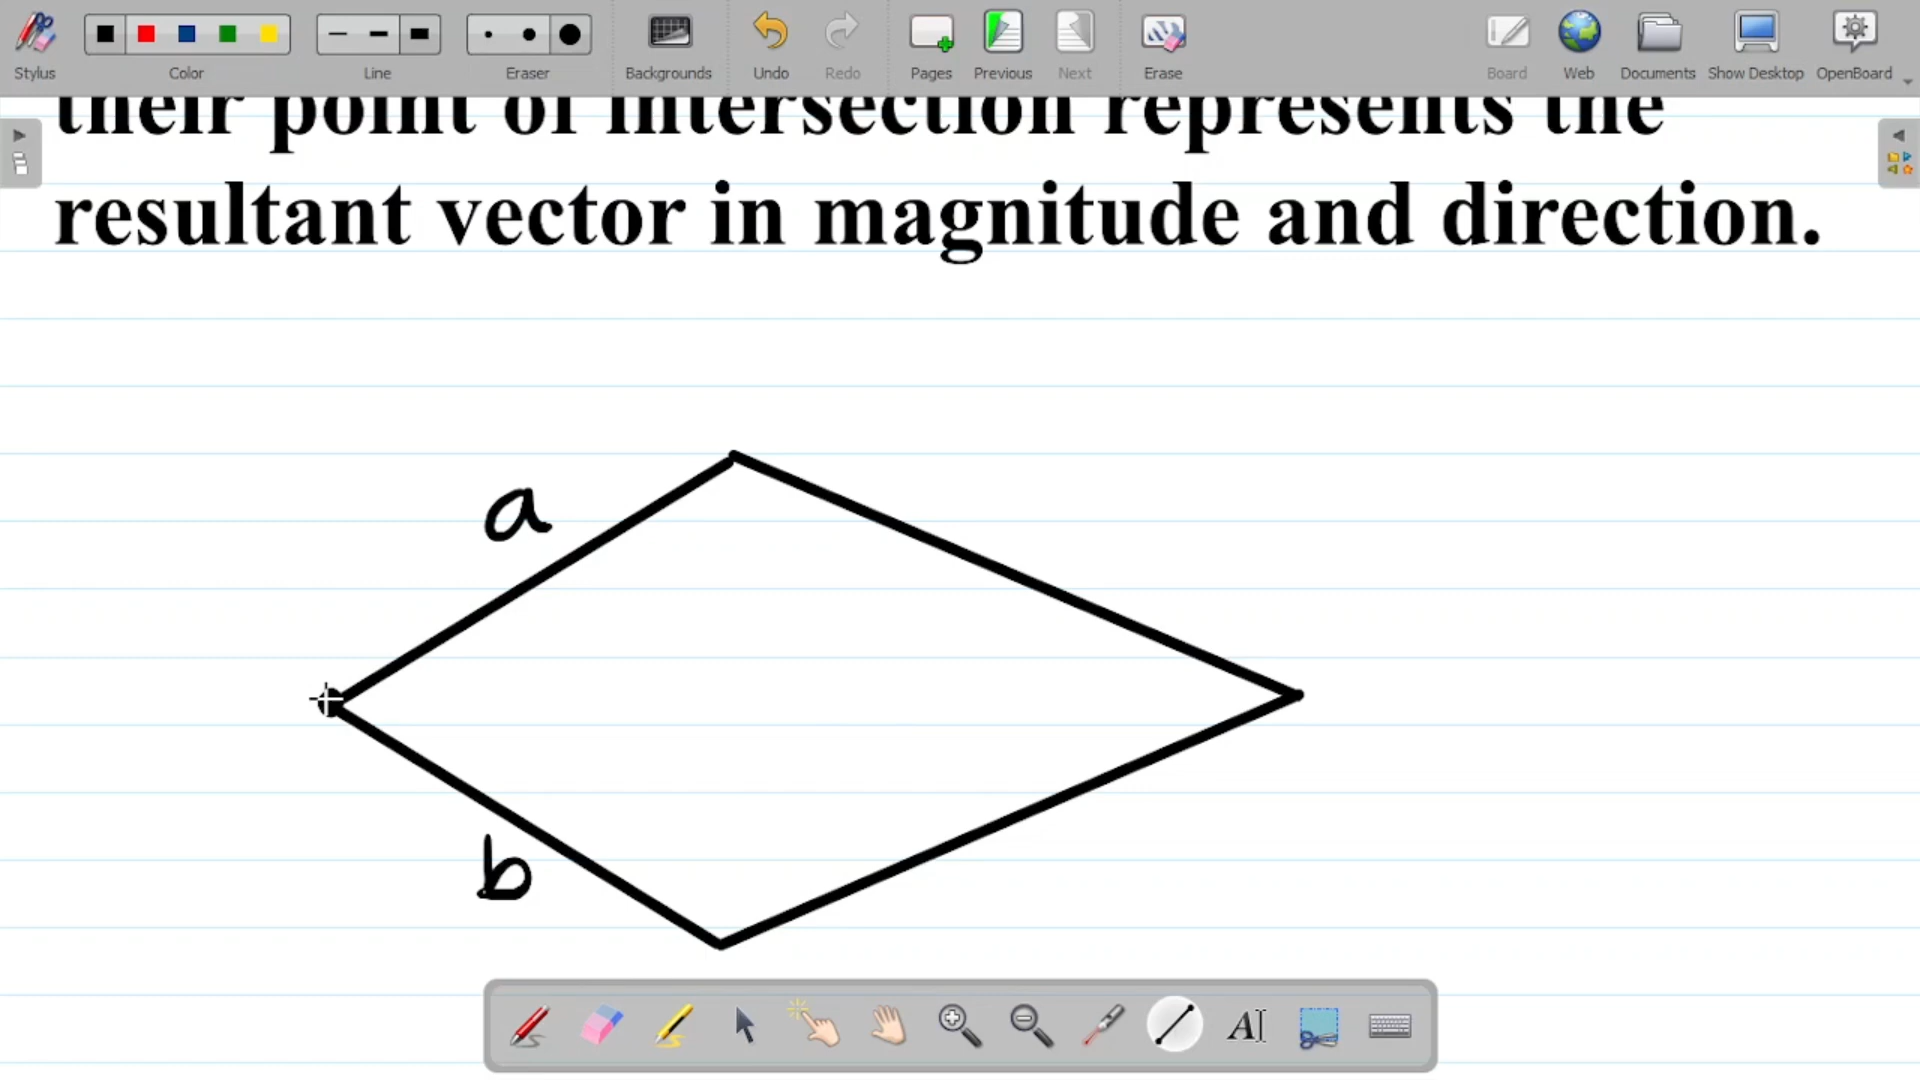 Stylus
Color
Line
Eraser
Backgrounds
Undo
Redo
Pages
Previous
Next
Erase
Board
Web
Documents
Show Desktop
OpenBoard
their point of intersection represents the
resultant vector in magnitude and direction.
a
b
AI